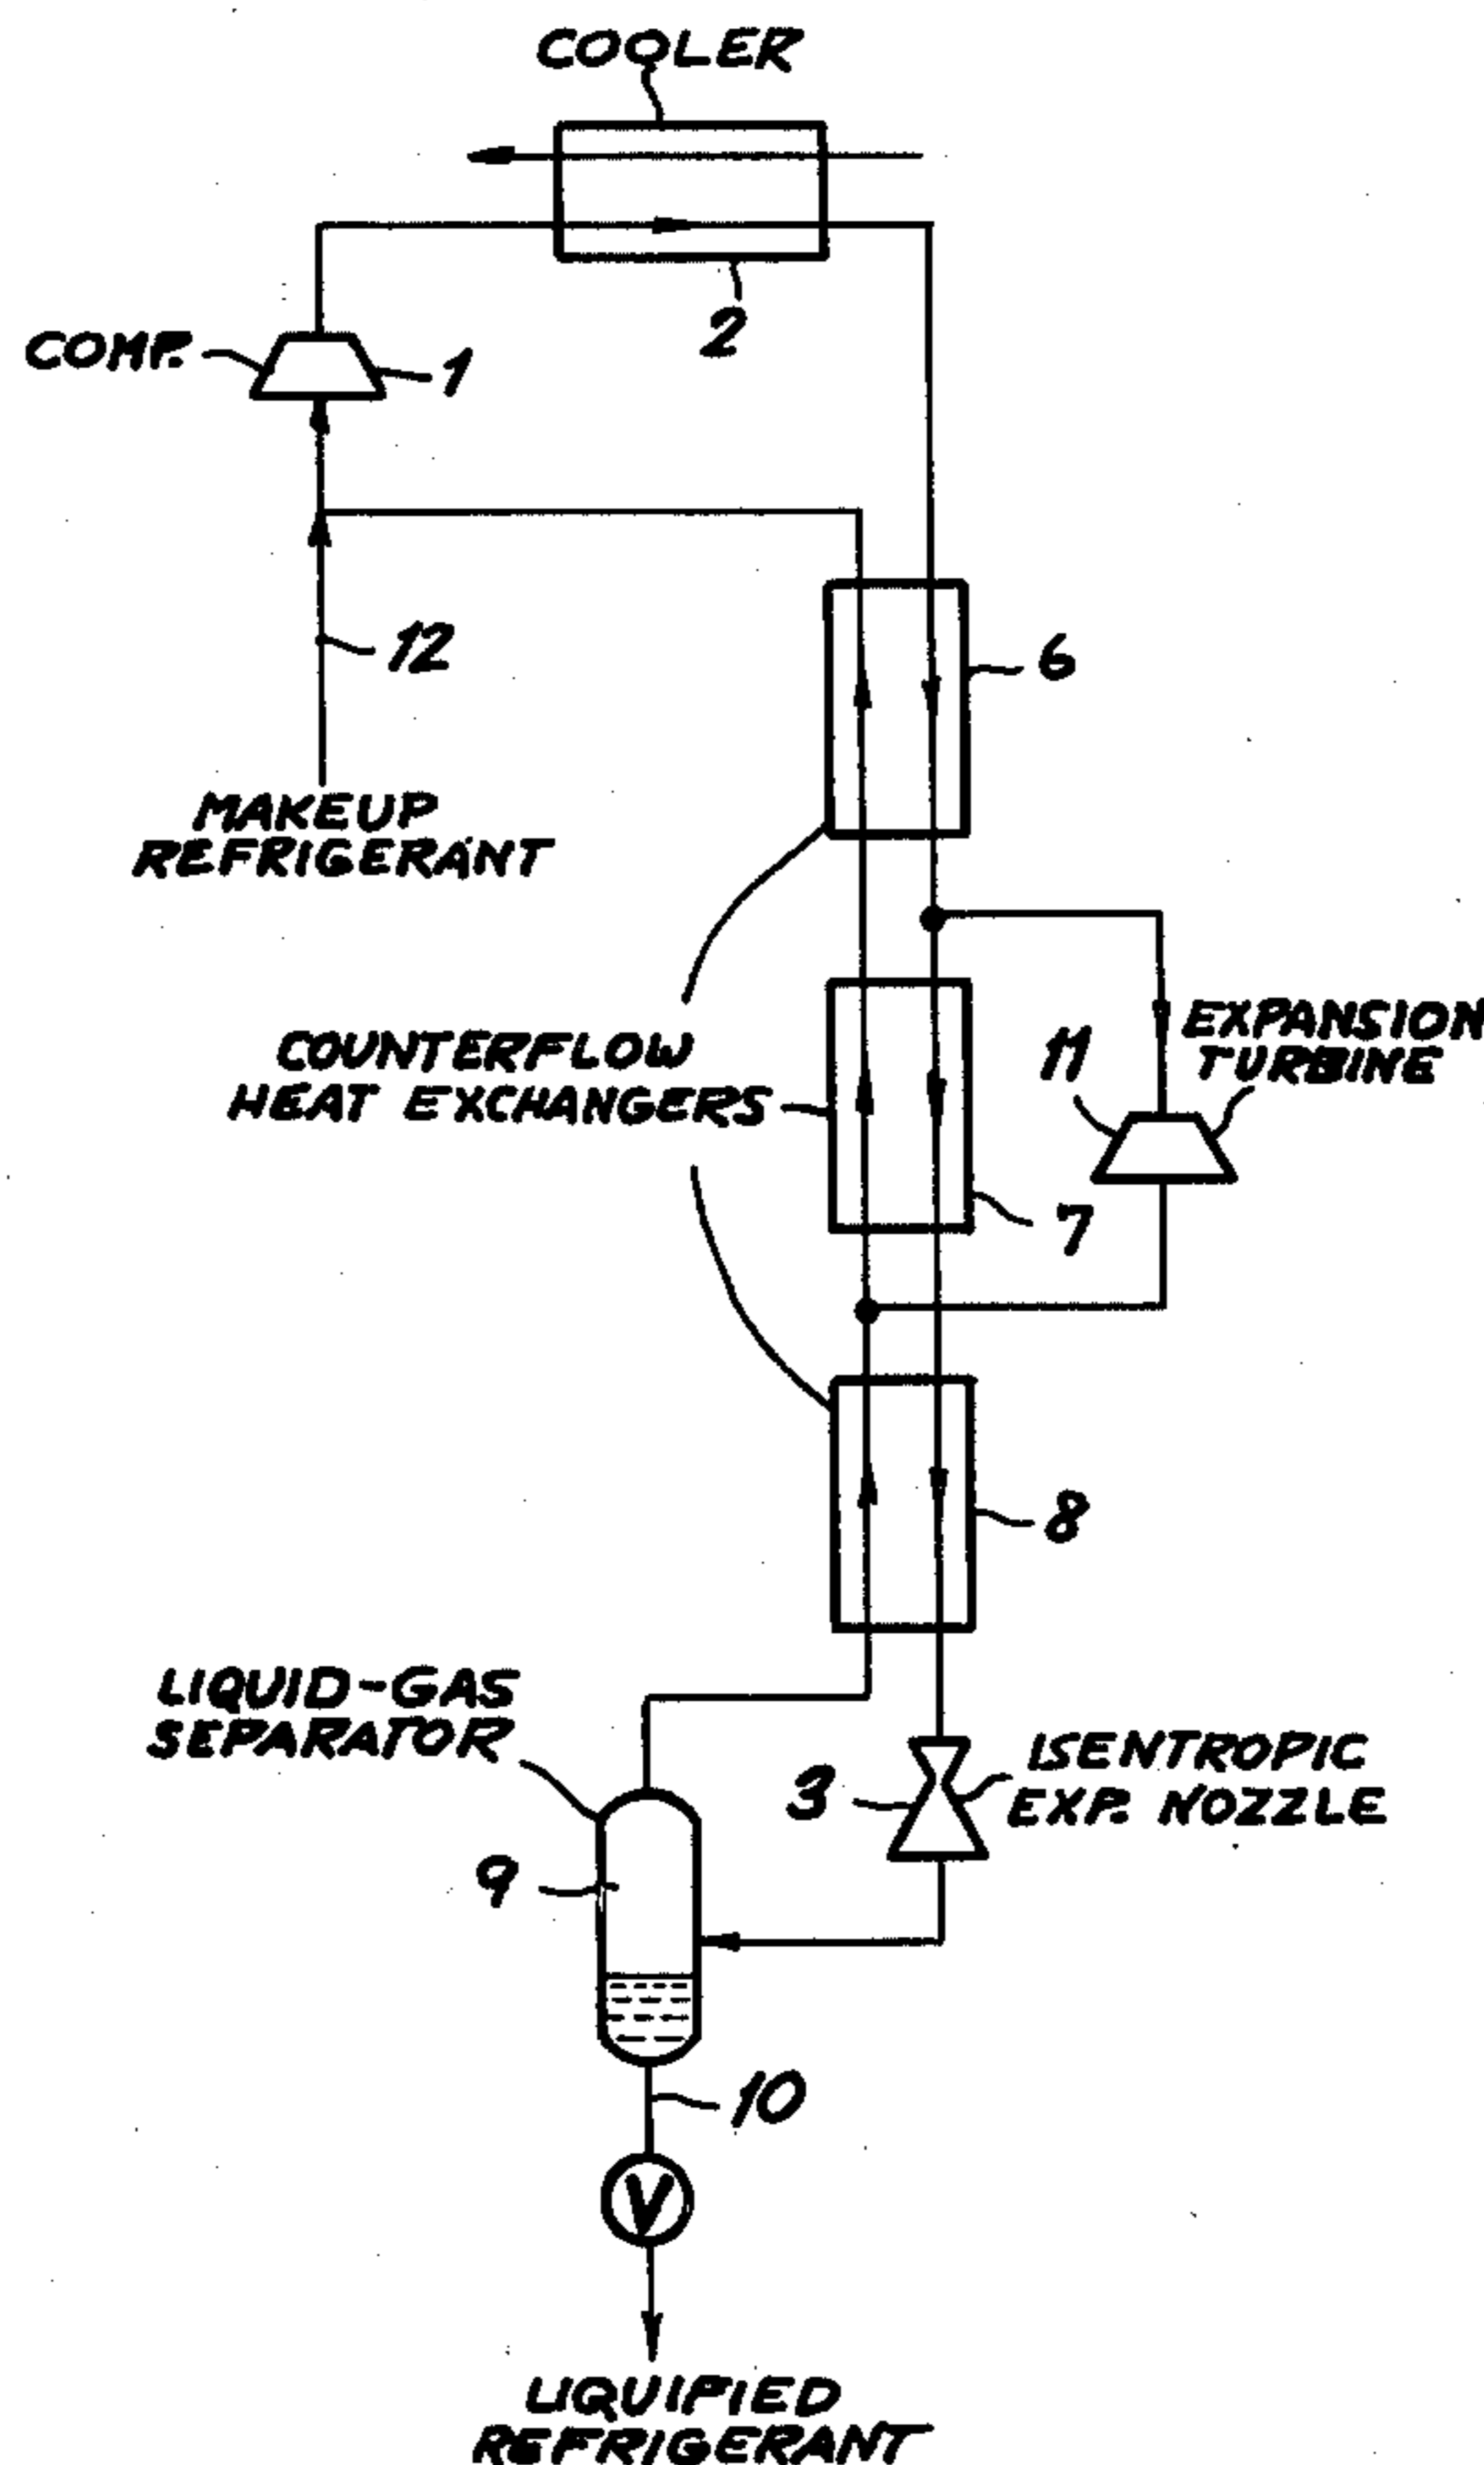 COOLER
2
COMP.
1
12
6
MAKEUP
REFRIGERANT
COUNTERFLOW
HEAT EXCHANGERS
11
EXPANSION
TURBINE
7
8
LIQUID-GAS
SEPARATOR
3
ISENTROPIC
EXP. NOZZLE
9
10
V
LIQUIFIED
REFRIGERANT